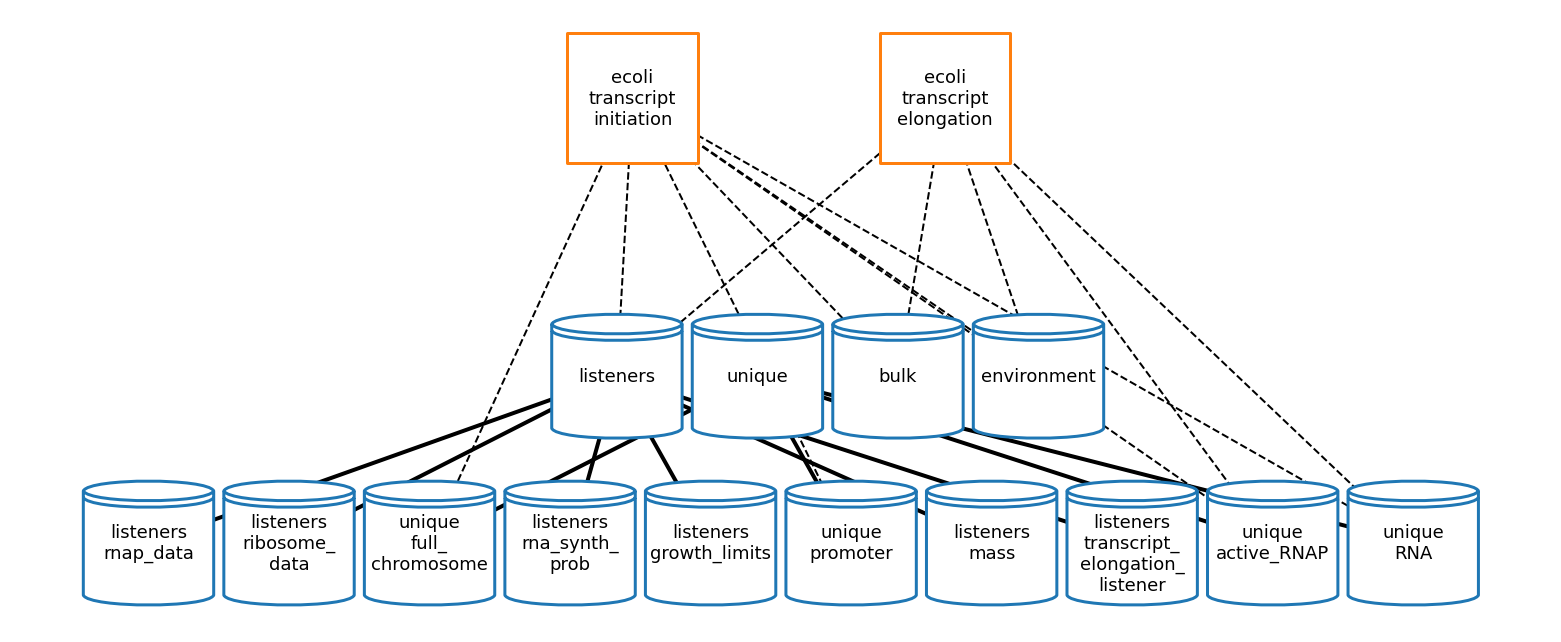 ecoli
transcript
initiation
ecoli
transcript
elongation
listeners
unique
bulk
environment
listeners
rnap_data
listeners
ribosome_
data
unique
full_
chromosome
listeners
rna_synth_
prob
listeners
growth_limits
unique
promoter
listeners
mass
listeners
transcript_
elongation_
listener
unique
active_RNAP
unique
RNA